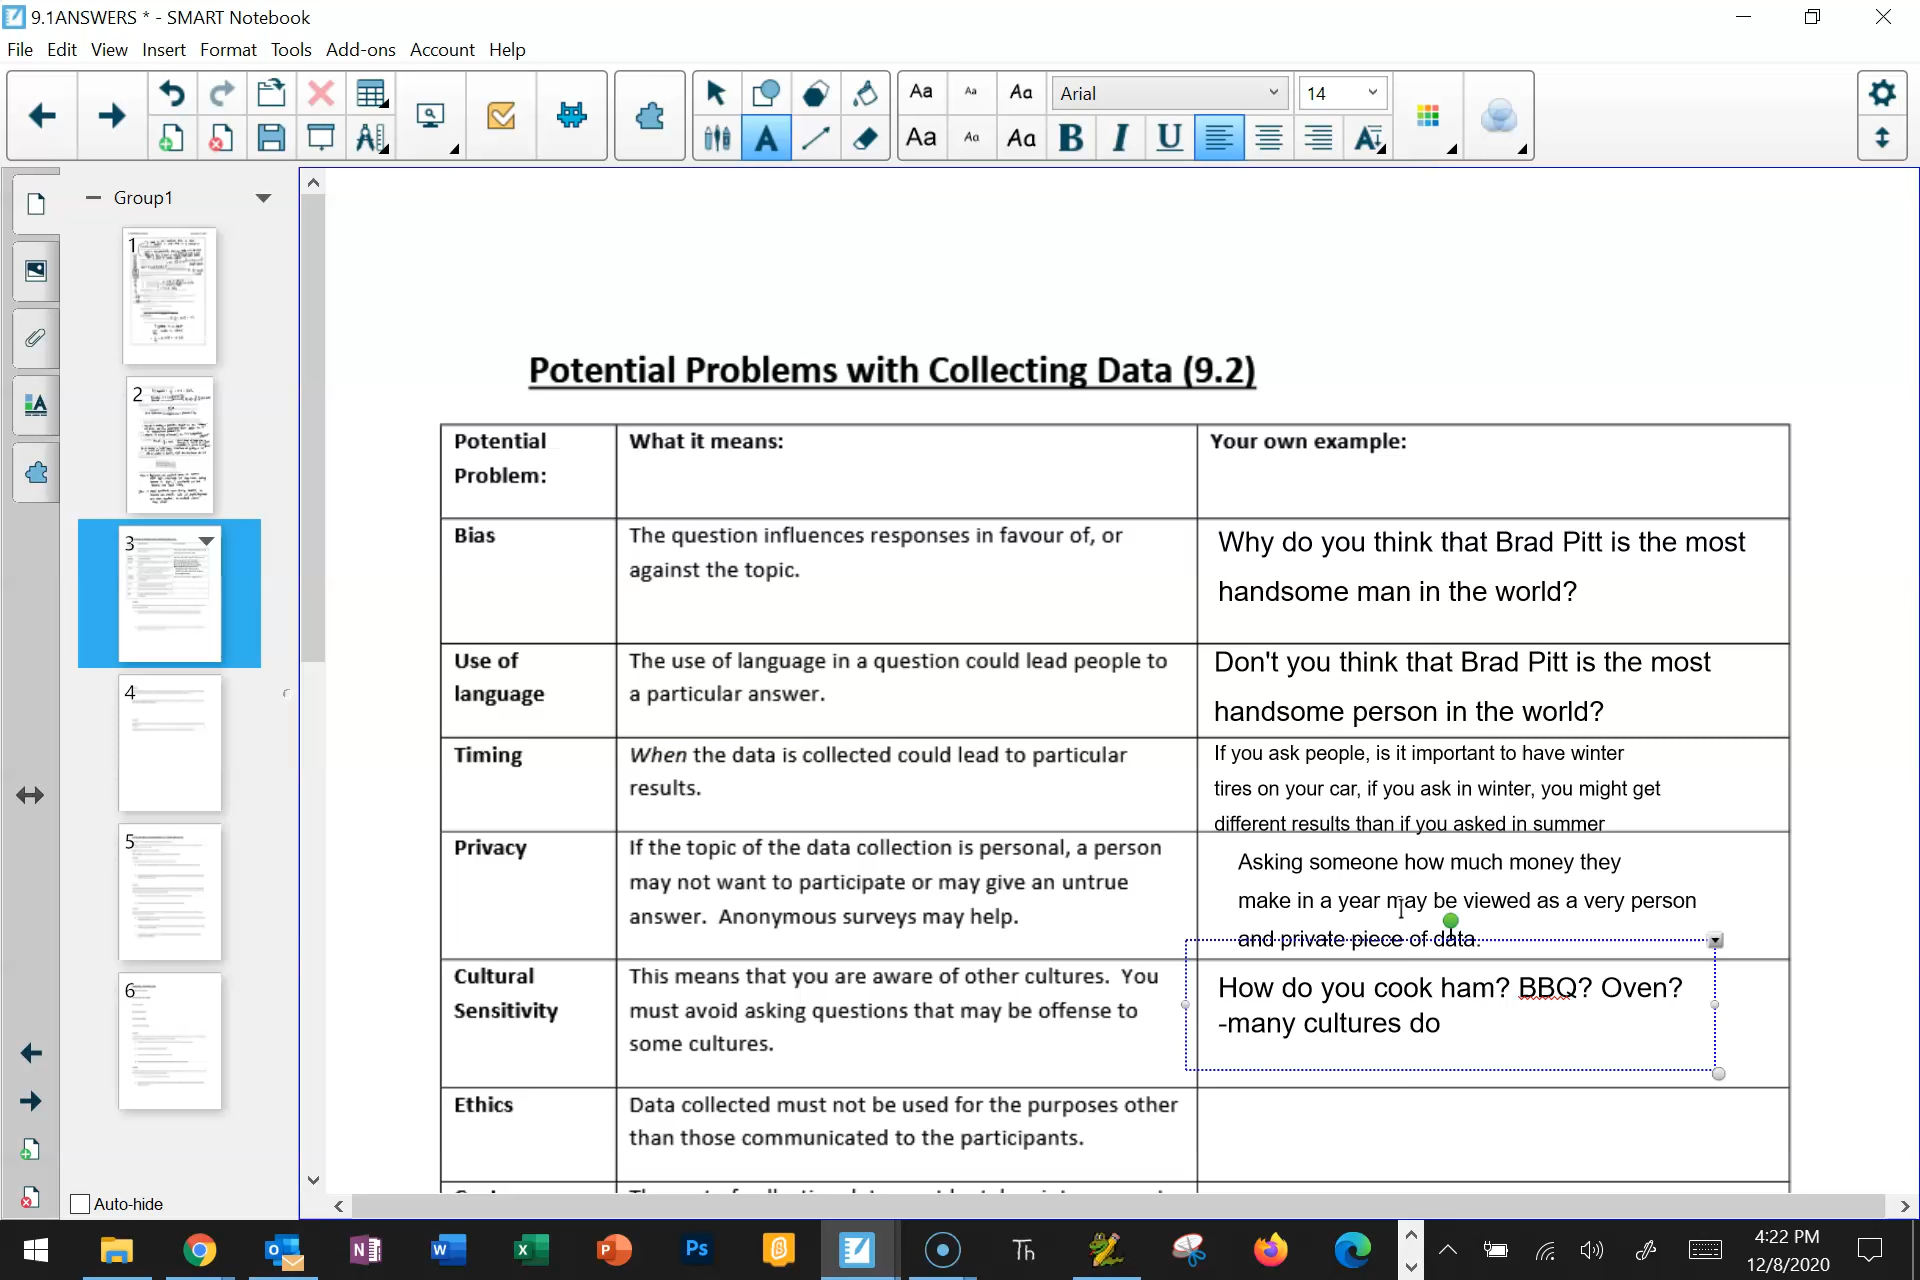 9.1ANSWERS * - SMART Notebook
File Edit View Insert Format Tools Add-ons Account Help
Aa Aa Aa Arial 14
Aa Aa Aa B I U
Group1
1
2
3
4
5
6
Auto-hide
Potential Problems with Collecting Data (9.2)
Potential Problem:
What it means:
Your own example:
Bias
The question influences responses in favour of, or
against the topic.
Why do you think that Brad Pitt is the most
handsome man in the world?
Use of
language
The use of language in a question could lead people to
a particular answer.
Don't you think that Brad Pitt is the most
handsome person in the world?
Timing
When the data is collected could lead to particular
results.
If you ask people, is it important to have winter
tires on your car, if you ask in winter, you might get
different results than if you asked in summer
Privacy
If the topic of the data collection is personal, a person
may not want to participate or may give an untrue
answer. Anonymous surveys may help.
Asking someone how much money they
make in a year may be viewed as a very person
and private piece of data.
Cultural
Sensitivity
This means that you are aware of other cultures. You
must avoid asking questions that may be offense to
some cultures.
How do you cook ham? BBQ? Oven?
-many cultures do
Ethics
Data collected must not be used for the purposes other
than those communicated to the participants.
4:22 PM
12/8/2020